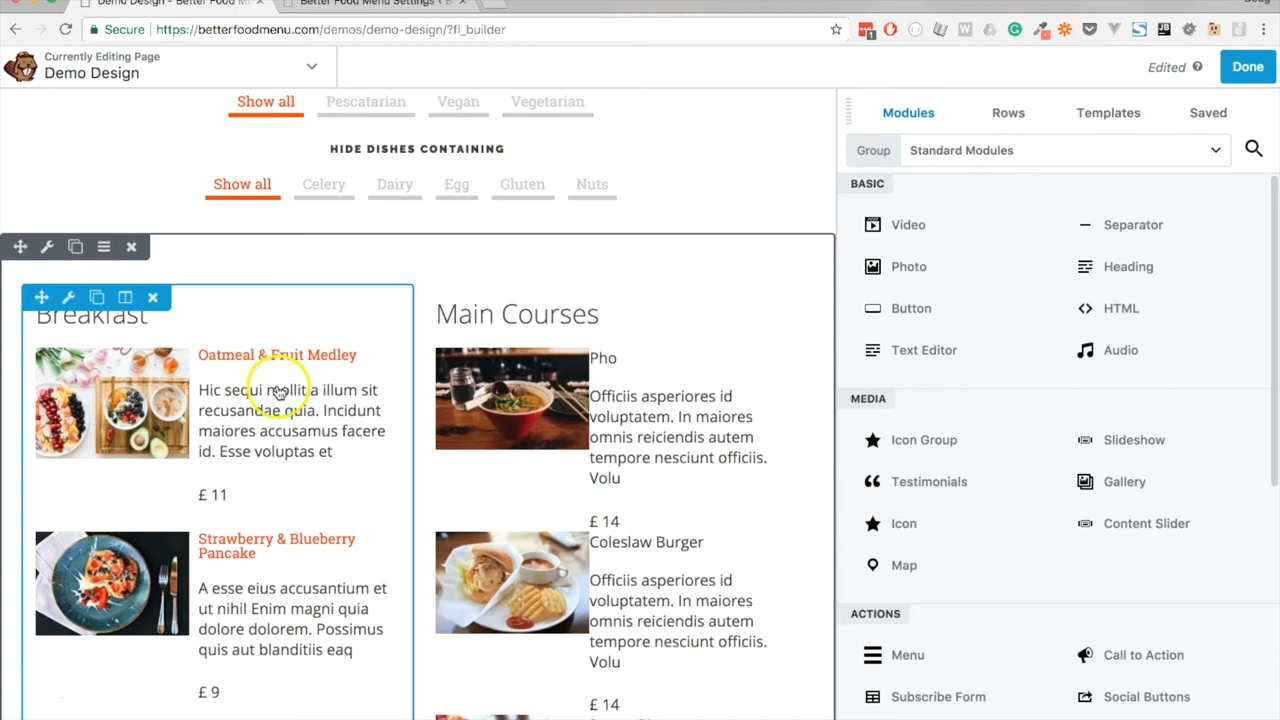 Demo Design - Better Food M
Better Food Menu Settings ‹ B
Secure https://betterfoodmenu.com/demos/demo-design/?fl_builder
Currently Editing Page
Demo Design
Edited
Done
Show all Pescatarian Vegan Vegetarian
HIDE DISHES CONTAINING
Show all Celery Dairy Egg Gluten Nuts
Breakfast
Oatmeal & Fruit Medley
Hic sequi mollitia illum sit
recusandae quia. Incidunt
maiores accusamus facere
id. Esse voluptas et
£ 11
Strawberry & Blueberry
Pancake
A esse eius accusantium et
ut nihil Enim magni quia
dolore dolorem. Possimus
quis aut blanditiis eaq
£ 9
Main Courses
Pho
Officiis asperiores id
voluptatem. In maiores
omnis reiciendis autem
tempore nesciunt officiis.
Volu
£ 14
Coleslaw Burger
Officiis asperiores id
voluptatem. In maiores
omnis reiciendis autem
tempore nesciunt officiis.
Volu
£ 14
Modules Rows Templates Saved
Group Standard Modules
BASIC
Video Separator
Photo Heading
Button HTML
Text Editor Audio
MEDIA
Icon Group Slideshow
Testimonials Gallery
Icon Content Slider
Map
ACTIONS
Menu Call to Action
Subscribe Form Social Buttons